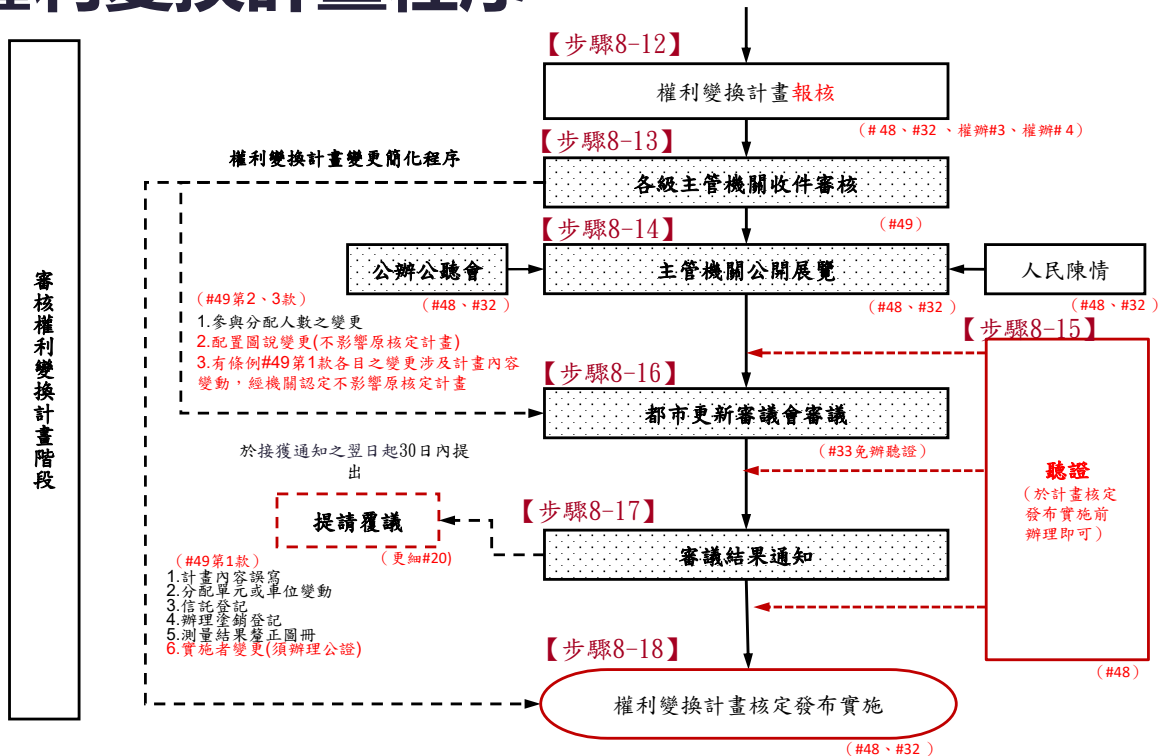 權利變換計畫程序
審核權利變換計畫階段
【步驟8-12】
權利變換計畫報核
（# 48、#32 、權辦#3、權辦# 4）
【步驟8-13】
權利變換計畫變更簡化程序
各級主管機關收件審核
（#49）
【步驟8-14】
公辦公聽會
主管機關公開展覽
人民陳情
（#48、#32 ）
（#48、#32 ）
（#48、#32 ）
（#49第2、3款）
1.參與分配人數之變更
2.配置圖說變更(不影響原核定計畫)
3.有條例#49第1款各目之變更涉及計畫內容
變動，經機關認定不影響原核定計畫
【步驟8-15】
【步驟8-16】
都市更新審議會審議
（#33免辦聽證）
聽證
（於計畫核定
發布實施前
辦理即可）
（#48）
於接獲通知之翌日起30日內提
出
提請覆議
（更細#20)
【步驟8-17】
審議結果通知
（#49第1款）
1.計畫內容誤寫
2.分配單元或車位變動
3.信託登記
4.辦理塗銷登記
5.測量結果釐正圖冊
6.實施者變更(須辦理公證)
【步驟8-18】
權利變換計畫核定發布實施
（#48、#32 ）